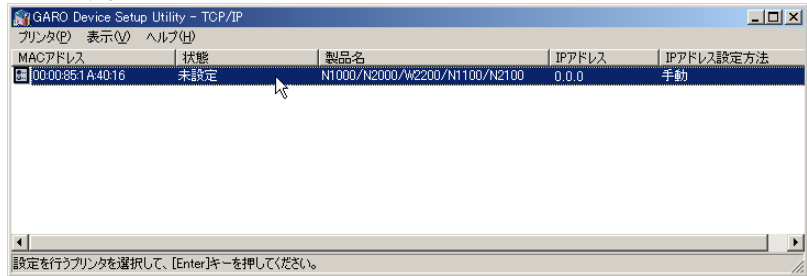 GARO Device Setup Utility - TCP/IP
プリンタ(P) 表示(V) ヘルプ(H)
MACアドレス 状態 製品名 IPアドレス IPアドレス設定方法
00:00:85:1A:40:16 未設定 N1000/N2000/W2200/N1100/N2100 0.0.0 手動
設定を行うプリンタを選択して、[Enter]キーを押してください。